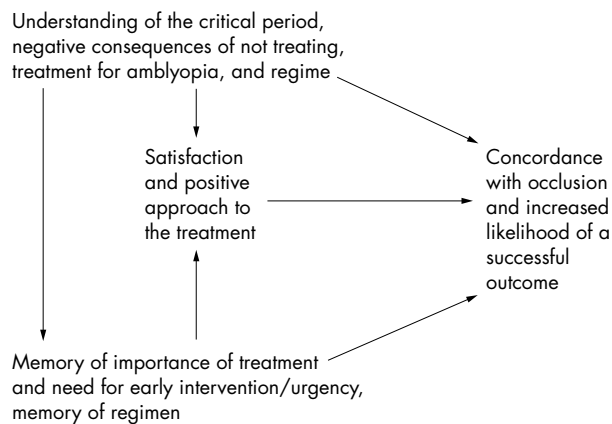 Understanding of the critical period,
negative consequences of not treating,
treatment for amblyopia, and regime
Satisfaction
and positive
approach to
the treatment
Concordance
with occlusion
and increased
likelihood of a
successful
outcome
Memory of importance of treatment
and need for early intervention/urgency,
memory of regimen